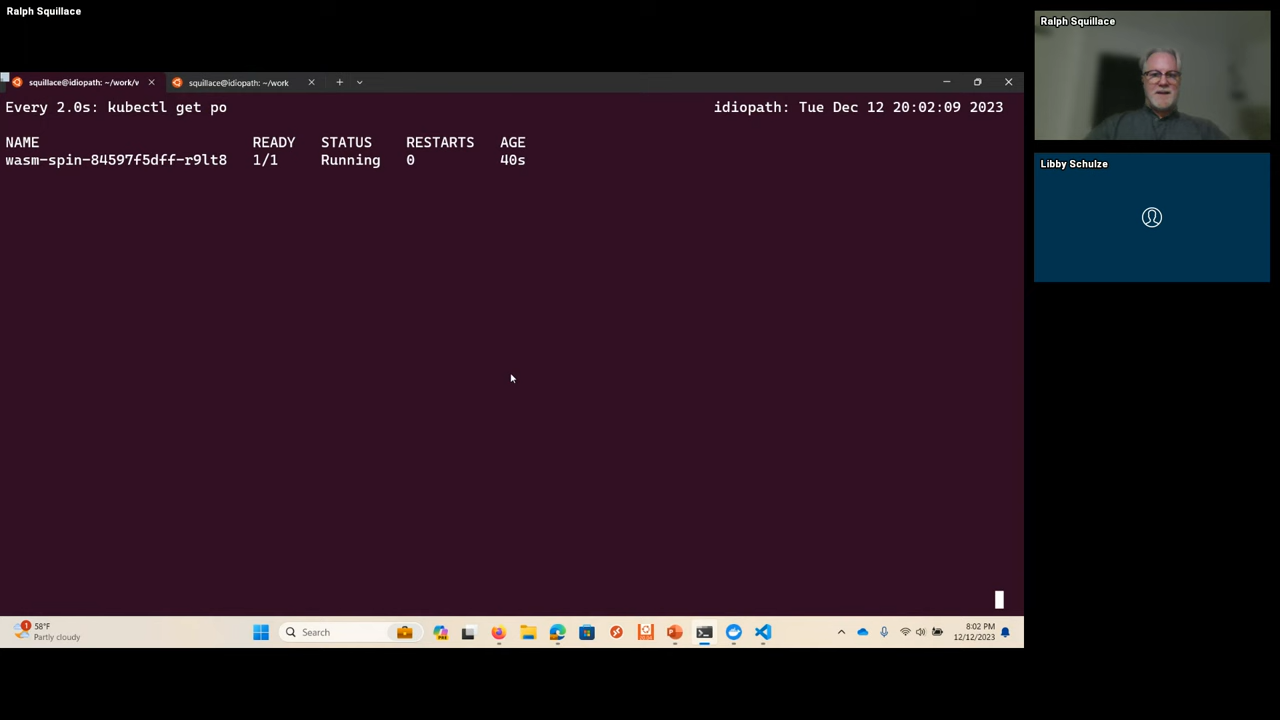 Ralph Squillace
Ralph Squillace
Libby Schulze
squillace@idiopath: ~/work/v
squillace@idiopath: ~/work
Every 2.0s: kubectl get po
idiopath: Tue Dec 12 20:02:09 2023
NAME READY STATUS RESTARTS AGE
wasm-spin-84597f5dff-r9lt8 1/1 Running 0 40s
1
58°F
Partly cloudy
Search
8:02 PM
12/12/2023